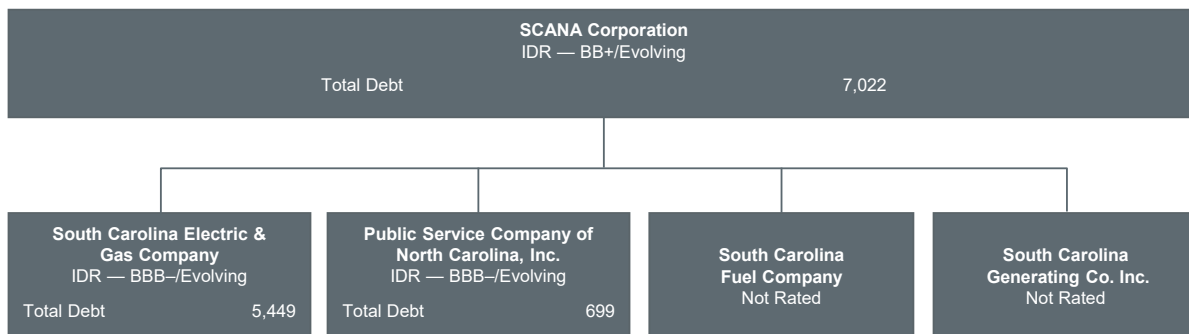 SCANA Corporation
IDR — BB+/Evolving
Total Debt 7,022
South Carolina Electric &
Gas Company
IDR — BBB–/Evolving
Total Debt 5,449
Public Service Company of
North Carolina, Inc.
IDR — BBB–/Evolving
Total Debt 699
South Carolina
Fuel Company
Not Rated
South Carolina
Generating Co. Inc.
Not Rated